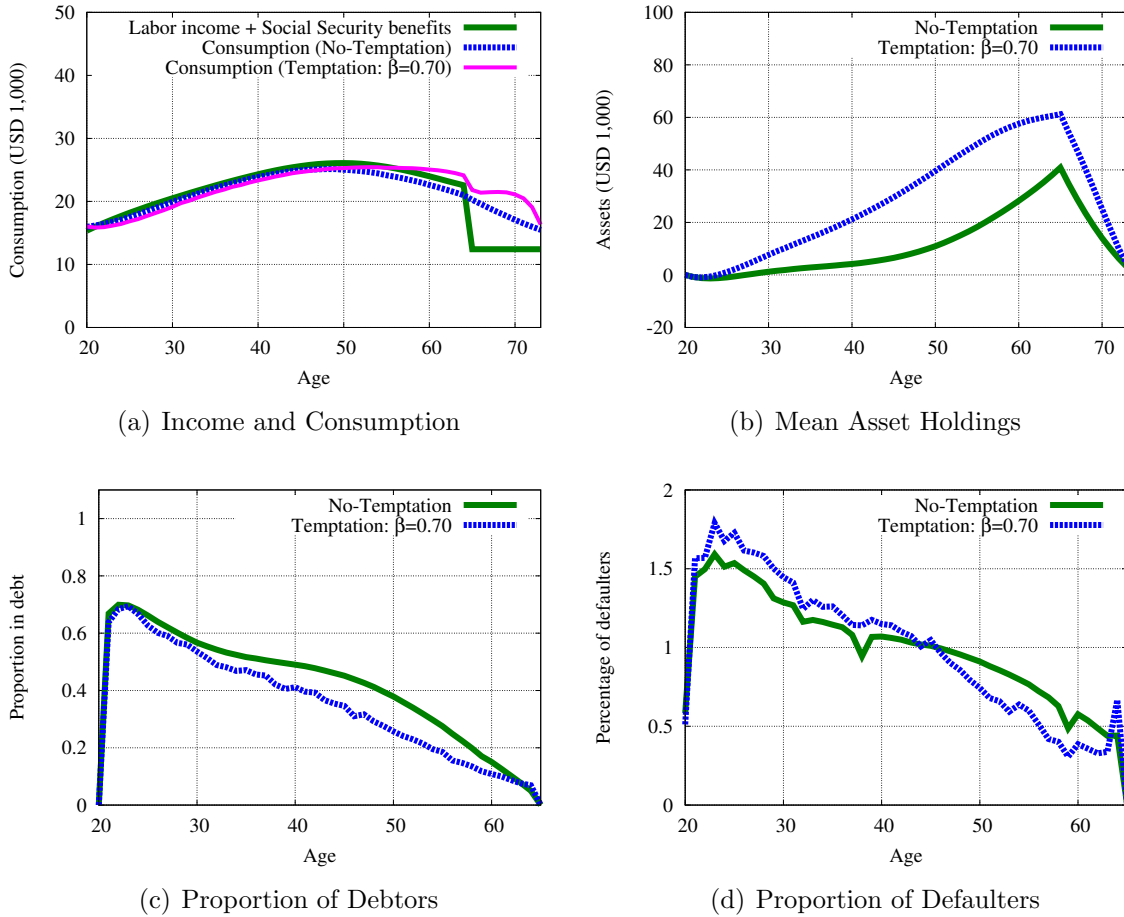 50
40
30
20
10
0
20 30 40 50 60 70
Consumption (USD 1,000)
Age
Labor income + Social Security benefits
Consumption (No-Temptation)
Consumption (Temptation: β=0.70)
(a) Income and Consumption
100
80
60
40
20
0
-20
20 30 40 50 60 70
Assets (USD 1,000)
Age
No-Temptation
Temptation: β=0.70
(b) Mean Asset Holdings
1
0.8
0.6
0.4
0.2
0
20 30 40 50 60
Proportion in debt
Age
No-Temptation
Temptation: β=0.70
(c) Proportion of Debtors
2
1.5
1
0.5
0
20 30 40 50 60
Percentage of defaulters
Age
No-Temptation
Temptation: β=0.70
(d) Proportion of Defaulters